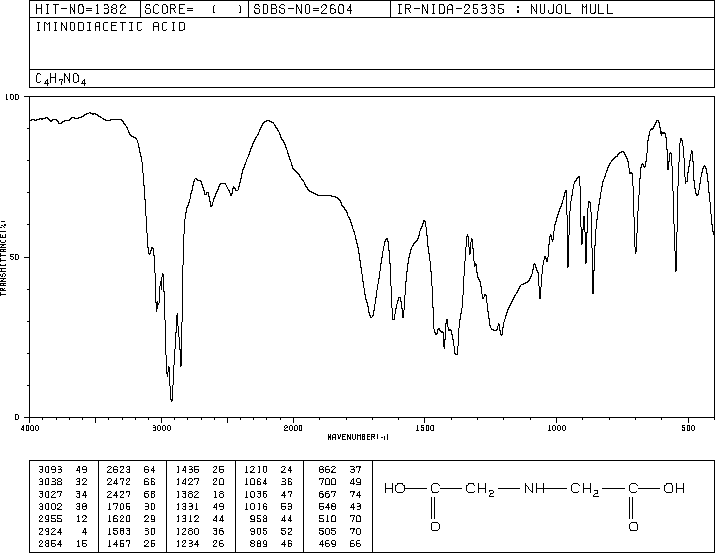 HIT-NO=1382 SCORE= ( ) SDBS-NO=2604 IR-NIDA-25335 : NUJOL MULL
IMINODIACETIC ACID
C4H7NO4
100
50
0
TRANSMITTANCE(%)
4000 3000 2000 1500 1000 500
WAVENUMBER(-1)
3093 49 2623 64 1436 26 1210 24 862 37
3038 32 2472 66 1427 20 1064 36 700 49
3027 34 2427 68 1382 18 1036 47 667 74
3002 38 1706 30 1331 49 1016 53 548 43
2955 12 1620 29 1312 44 958 44 510 70
2924 4 1583 30 1280 36 905 52 505 70
2854 15 1467 26 1234 26 889 46 469 66
HO C CH2 NH CH2 C OH
O O